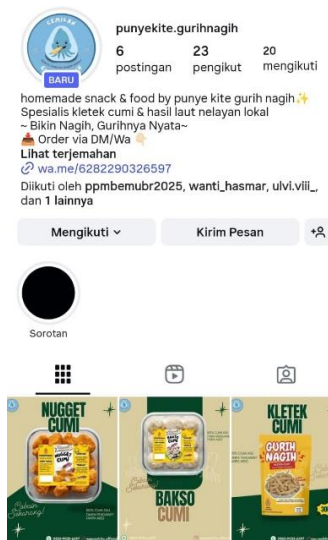 CEMILAN
BARU
punyekite.gurihnagih
6 postingan
23 pengikut
20 mengikuti
homemade snack & food by punye kite gurih nagih✨
Spesialis kletek cumi & hasil laut nelayan lokal
~ Bikin Nagih, Gurihnya Nyata~
📥 Order via DM/Wa 👇🏻
Lihat terjemahan
wa.me/6282290326597
Diikuti oleh ppmbemubr2025, wanti_hasmar, ulvi.viii_,
dan 1 lainnya
Mengikuti
Kirim Pesan
Sorotan
NUGGET
CUMI
BAKSO
CUMI
KLETEK
CUMI
GURIH
NAGIH